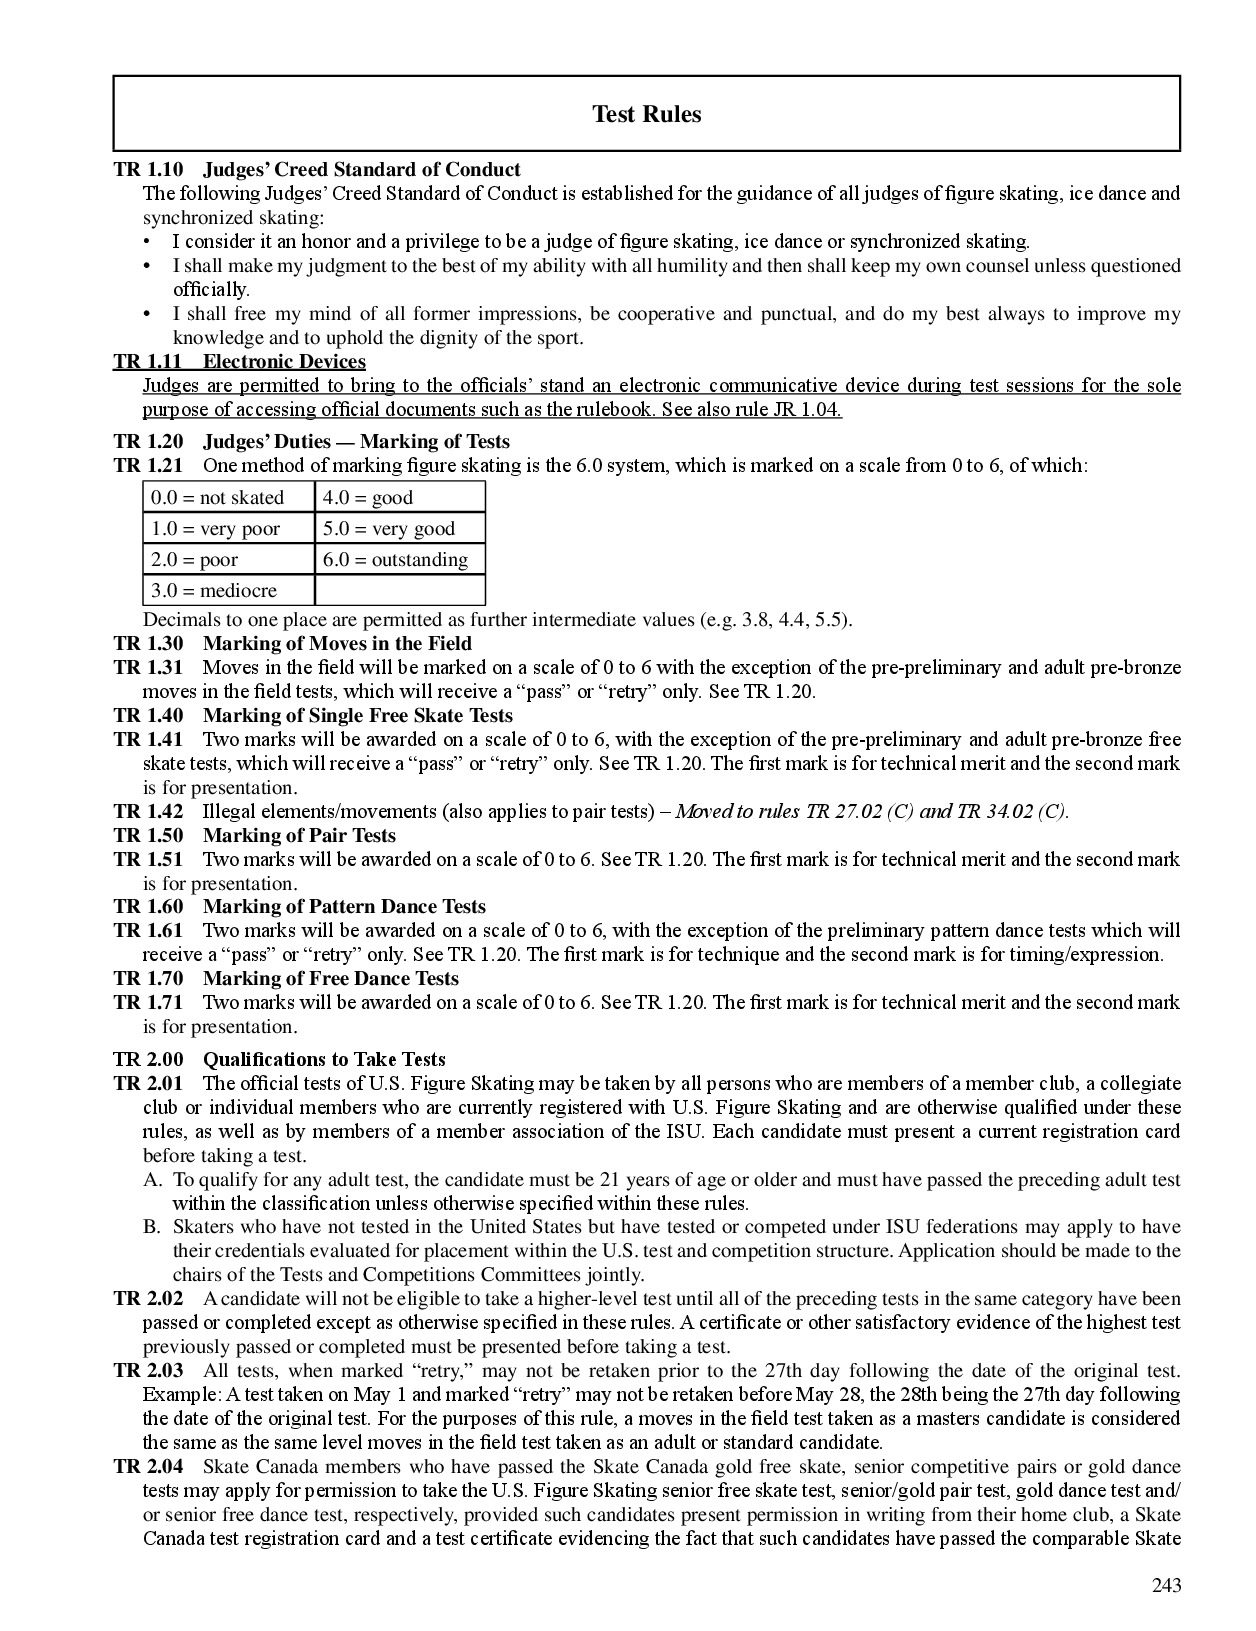 Test Rules
TR 1.10 Judges’ Creed Standard of Conduct
The following Judges’ Creed Standard of Conduct is established for the guidance of all judges of figure skating, ice dance and
synchronized skating:
• I consider it an honor and a privilege to be a judge of figure skating, ice dance or synchronized skating.
• I shall make my judgment to the best of my ability with all humility and then shall keep my own counsel unless questioned
officially.
• I shall free my mind of all former impressions, be cooperative and punctual, and do my best always to improve my
knowledge and to uphold the dignity of the sport.
TR 1.11 Electronic Devices
Judges are permitted to bring to the officials’ stand an electronic communicative device during test sessions for the sole
purpose of accessing official documents such as the rulebook. See also rule JR 1.04.
TR 1.20 Judges’ Duties — Marking of Tests
TR 1.21 One method of marking figure skating is the 6.0 system, which is marked on a scale from 0 to 6, of which:
0.0 = not skated 4.0 = good
1.0 = very poor 5.0 = very good
2.0 = poor 6.0 = outstanding
3.0 = mediocre
Decimals to one place are permitted as further intermediate values (e.g. 3.8, 4.4, 5.5).
TR 1.30 Marking of Moves in the Field
TR 1.31 Moves in the field will be marked on a scale of 0 to 6 with the exception of the pre-preliminary and adult pre-bronze
moves in the field tests, which will receive a “pass” or “retry” only. See TR 1.20.
TR 1.40 Marking of Single Free Skate Tests
TR 1.41 Two marks will be awarded on a scale of 0 to 6, with the exception of the pre-preliminary and adult pre-bronze free
skate tests, which will receive a “pass” or “retry” only. See TR 1.20. The first mark is for technical merit and the second mark
is for presentation.
TR 1.42 Illegal elements/movements (also applies to pair tests) – Moved to rules TR 27.02 (C) and TR 34.02 (C).
TR 1.50 Marking of Pair Tests
TR 1.51 Two marks will be awarded on a scale of 0 to 6. See TR 1.20. The first mark is for technical merit and the second mark
is for presentation.
TR 1.60 Marking of Pattern Dance Tests
TR 1.61 Two marks will be awarded on a scale of 0 to 6, with the exception of the preliminary pattern dance tests which will
receive a “pass” or “retry” only. See TR 1.20. The first mark is for technique and the second mark is for timing/expression.
TR 1.70 Marking of Free Dance Tests
TR 1.71 Two marks will be awarded on a scale of 0 to 6. See TR 1.20. The first mark is for technical merit and the second mark
is for presentation.
TR 2.00 Qualifications to Take Tests
TR 2.01 The official tests of U.S. Figure Skating may be taken by all persons who are members of a member club, a collegiate
club or individual members who are currently registered with U.S. Figure Skating and are otherwise qualified under these
rules, as well as by members of a member association of the ISU. Each candidate must present a current registration card
before taking a test.
A. To qualify for any adult test, the candidate must be 21 years of age or older and must have passed the preceding adult test
within the classification unless otherwise specified within these rules.
B. Skaters who have not tested in the United States but have tested or competed under ISU federations may apply to have
their credentials evaluated for placement within the U.S. test and competition structure. Application should be made to the
chairs of the Tests and Competitions Committees jointly.
TR 2.02 A candidate will not be eligible to take a higher-level test until all of the preceding tests in the same category have been
passed or completed except as otherwise specified in these rules. A certificate or other satisfactory evidence of the highest test
previously passed or completed must be presented before taking a test.
TR 2.03 All tests, when marked “retry,” may not be retaken prior to the 27th day following the date of the original test.
Example: A test taken on May 1 and marked “retry” may not be retaken before May 28, the 28th being the 27th day following
the date of the original test. For the purposes of this rule, a moves in the field test taken as a masters candidate is considered
the same as the same level moves in the field test taken as an adult or standard candidate.
TR 2.04 Skate Canada members who have passed the Skate Canada gold free skate, senior competitive pairs or gold dance
tests may apply for permission to take the U.S. Figure Skating senior free skate test, senior/gold pair test, gold dance test and/
or senior free dance test, respectively, provided such candidates present permission in writing from their home club, a Skate
Canada test registration card and a test certificate evidencing the fact that such candidates have passed the comparable Skate
243